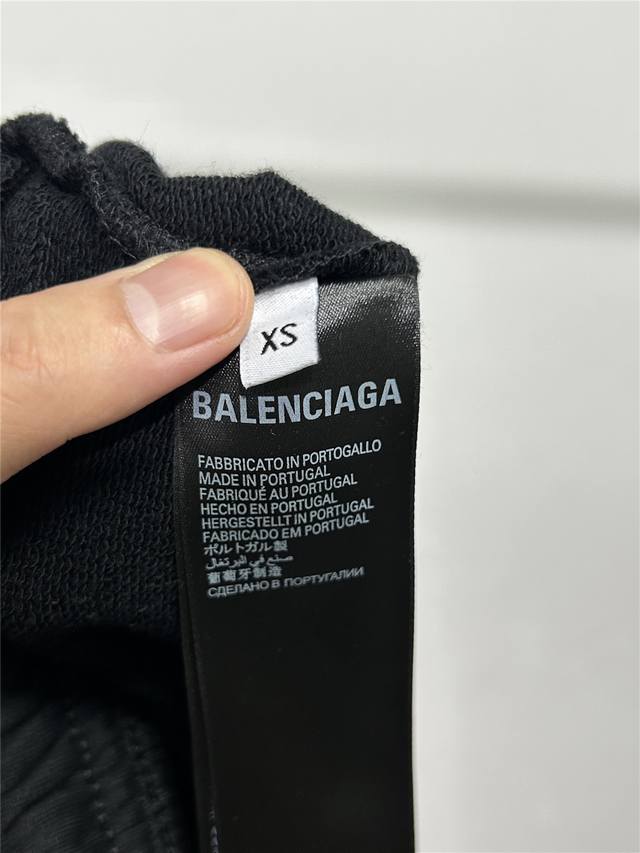 XS
BALENCIAGA
FABBRICATO IN PORTOGALLO
MADE IN PORTUGAL
FABRIQUÉ AU PORTUGAL
HECHO EN PORTUGAL
HERGESTELLT IN PORTUGAL
FABRICADO EM PORTUGAL
ポルトガル製
صنع في البرتغال
葡萄牙制造
СДЕЛАНО В ПОРТУГАЛИИ